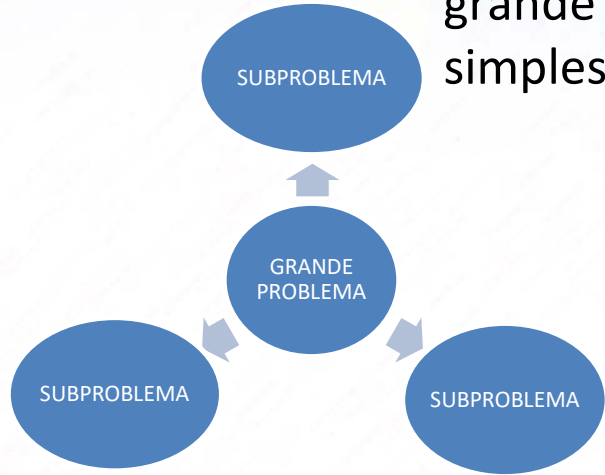 grande
simples
SUBPROBLEMA
GRANDE
PROBLEMA
SUBPROBLEMA
SUBPROBLEMA